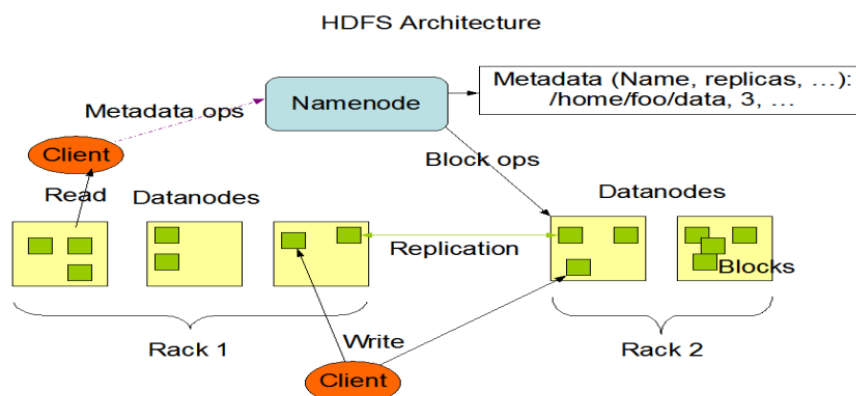 HDFS Architecture
Metadata (Name, replicas, ...):
/home/foo/data, 3, ...
Namenode
Metadata ops
Client
Block ops
Read
Datanodes
Datanodes
Replication
Blocks
Write
Rack 1
Rack 2
Client